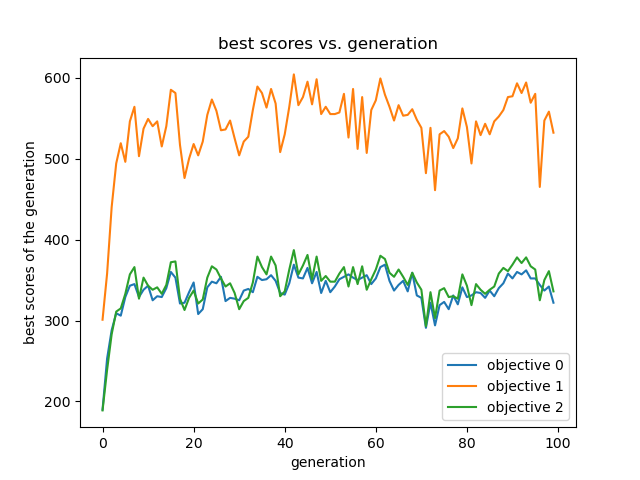 best scores vs. generation
best scores of the generation
600
500
400
300
200
0
20
40
60
80
100
generation
objective 0
objective 1
objective 2